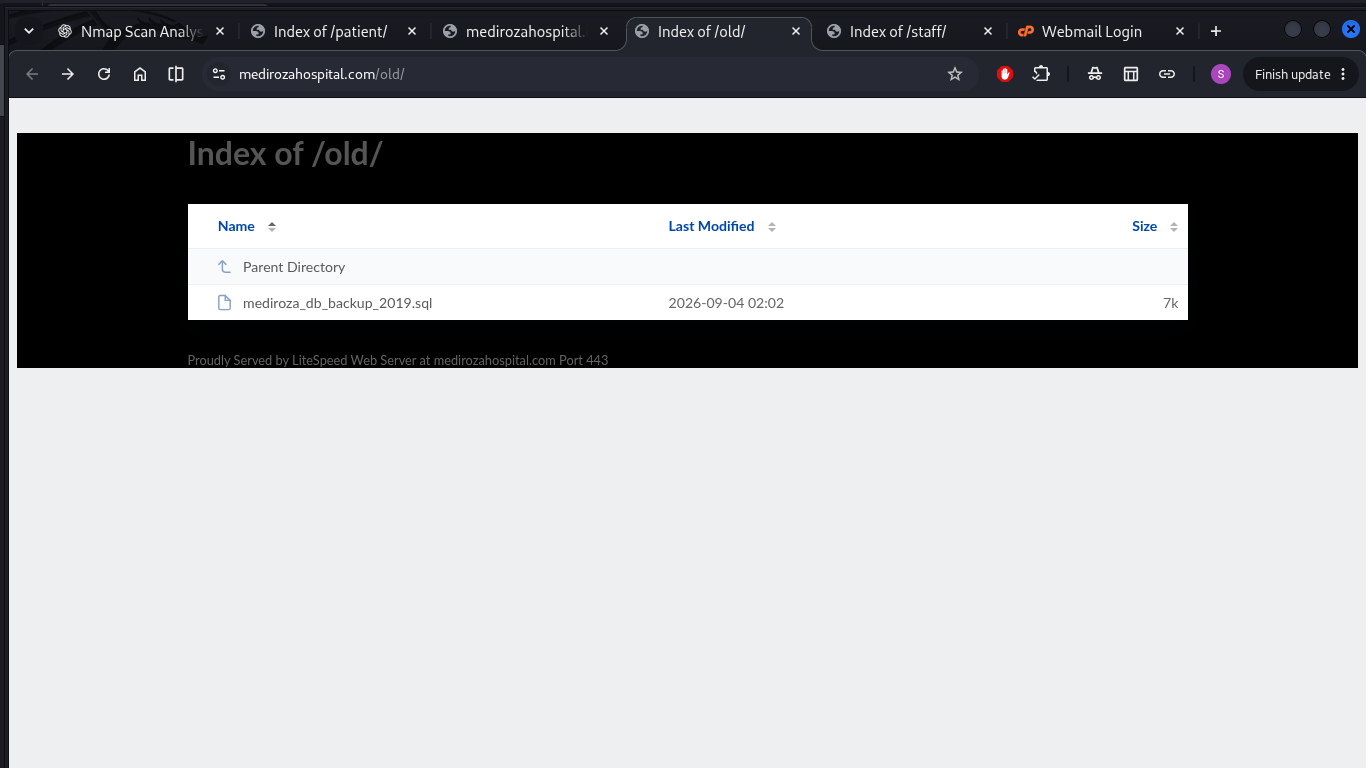 Nmap Scan Analys
Index of /patient/
medirozahospital.
Index of /old/
Index of /staff/
Webmail Login
medirozahospital.com/old/
S
Finish update
Index of /old/
Name Last Modified Size
Parent Directory
mediroza_db_backup_2019.sql 2026-09-04 02:02 7k
Proudly Served by LiteSpeed Web Server at medirozahospital.com Port 443